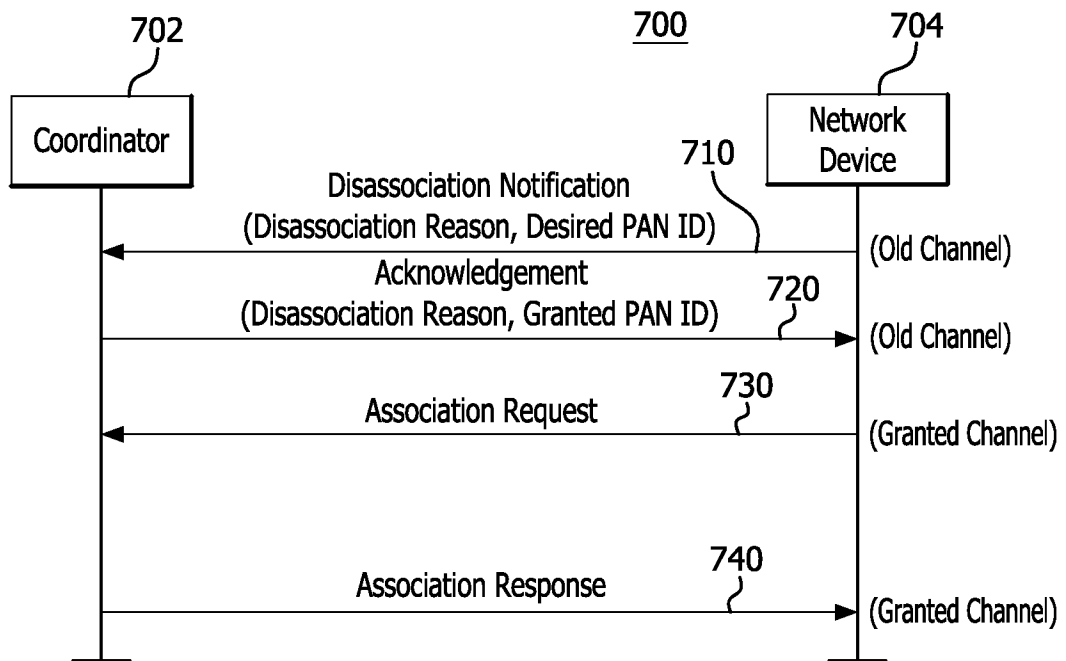 702
700
704
Coordinator
Network
Device
710
Disassociation Notification
(Disassociation Reason, Desired PAN ID)
(Old Channel)
Acknowledgement
720
(Disassociation Reason, Granted PAN ID)
(Old Channel)
730
Association Request
(Granted Channel)
740
Association Response
(Granted Channel)